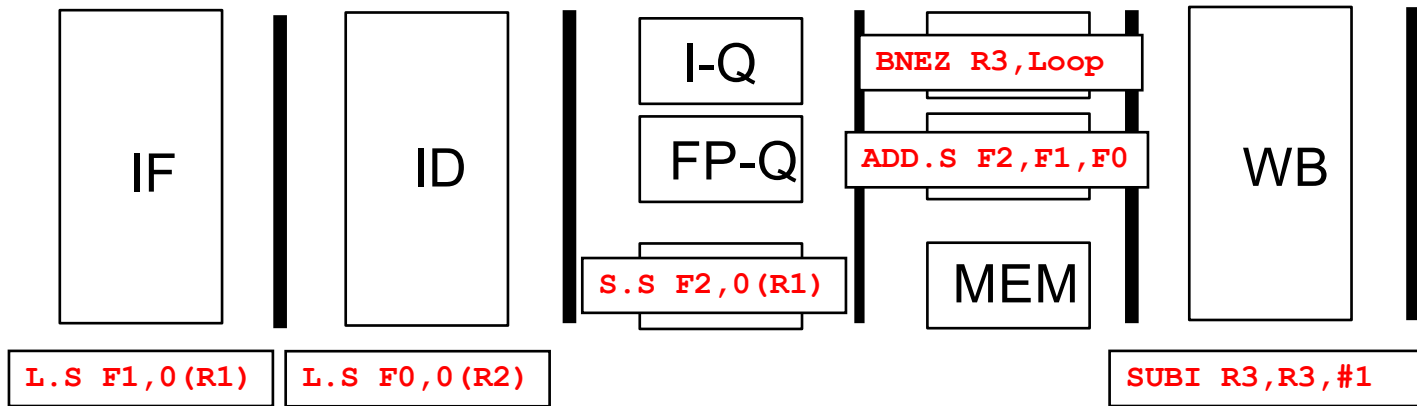 IF
ID
I-Q
FP-Q
S.S F2,0(R1)
BNEZ R3,Loop
ADD.S F2,F1,F0
MEM
WB
L.S F1,0(R1)
L.S F0,0(R2)
SUBI R3,R3,#1